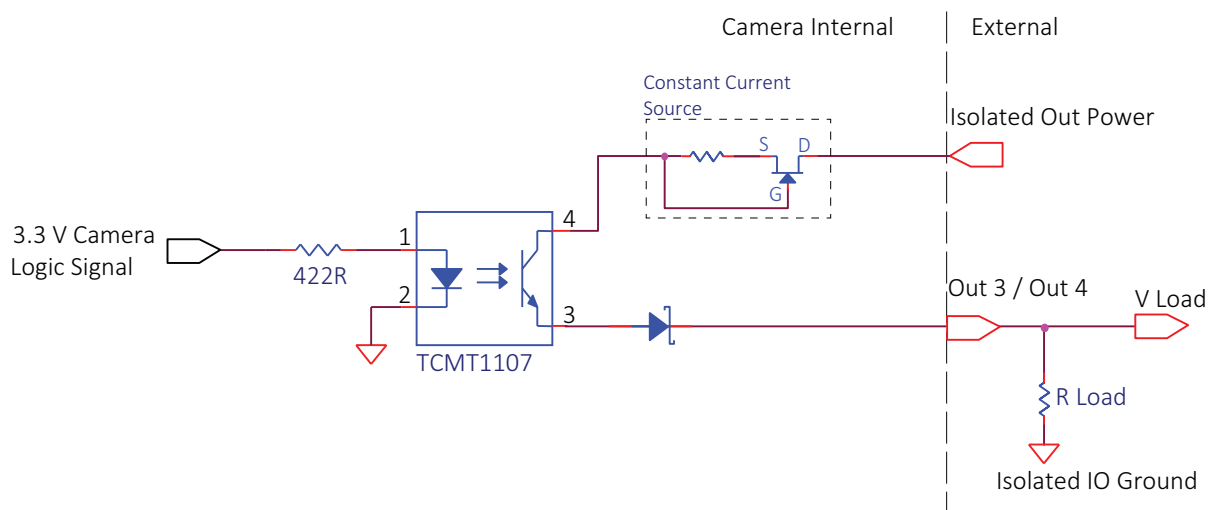 Camera Internal
External
Constant Current
Source
Isolated Out Power
S
D
G
4
3.3 V Camera
Logic Signal
1
422R
2
3
TCMT1107
Out 3 / Out 4
V Load
R Load
Isolated IO Ground